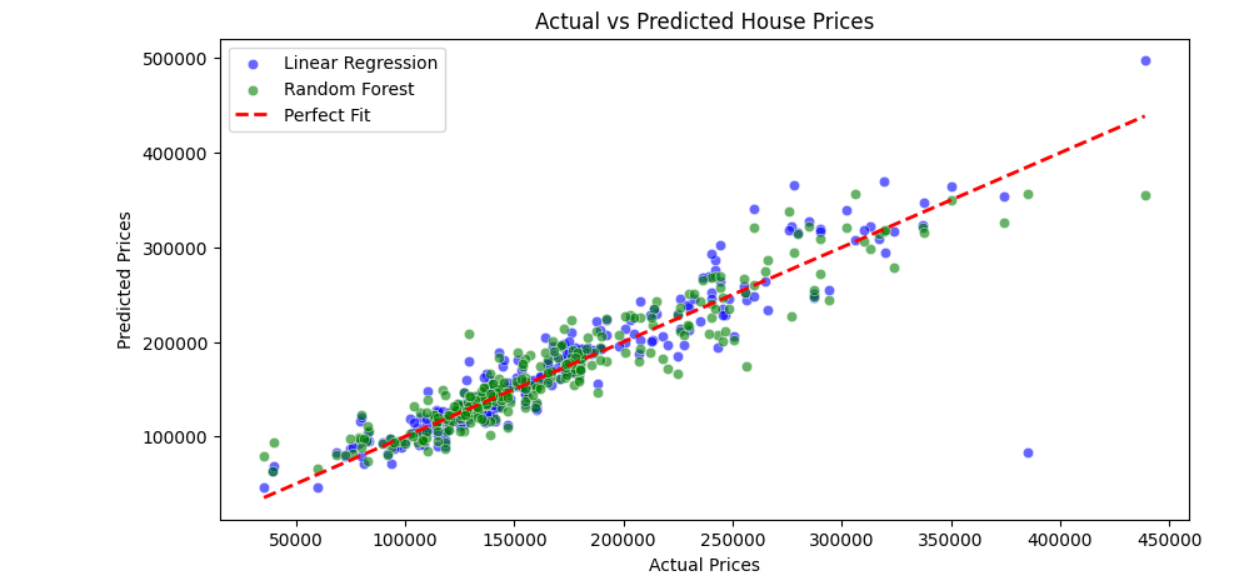 Actual vs Predicted House Prices
Linear Regression
Random Forest
Perfect Fit
500000
400000
300000
200000
100000
Predicted Prices
50000 100000 150000 200000 250000 300000 350000 400000 450000
Actual Prices